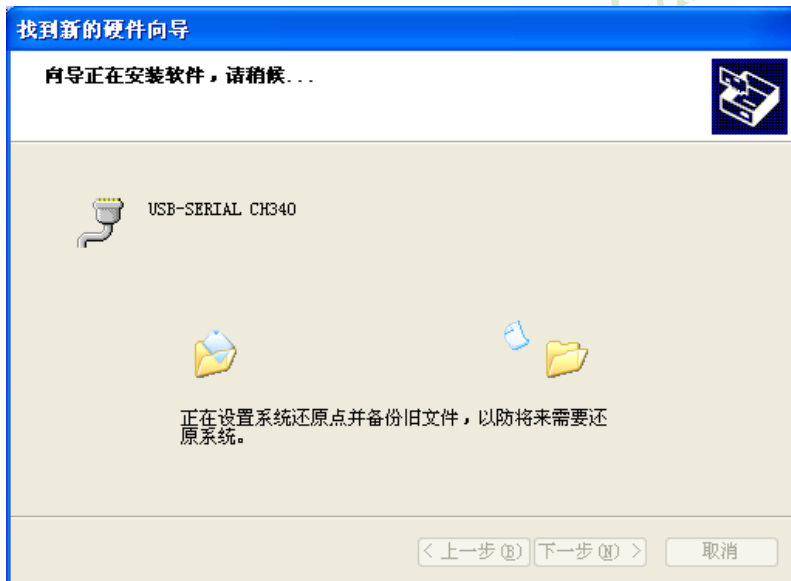 找到新的硬件向导
向导正在安装软件，请稍候...
USB-SERIAL CH340
正在设置系统还原点并备份旧文件，以防将来需要还
原系统。
< 上一步(B) 下一步(N) > 取消